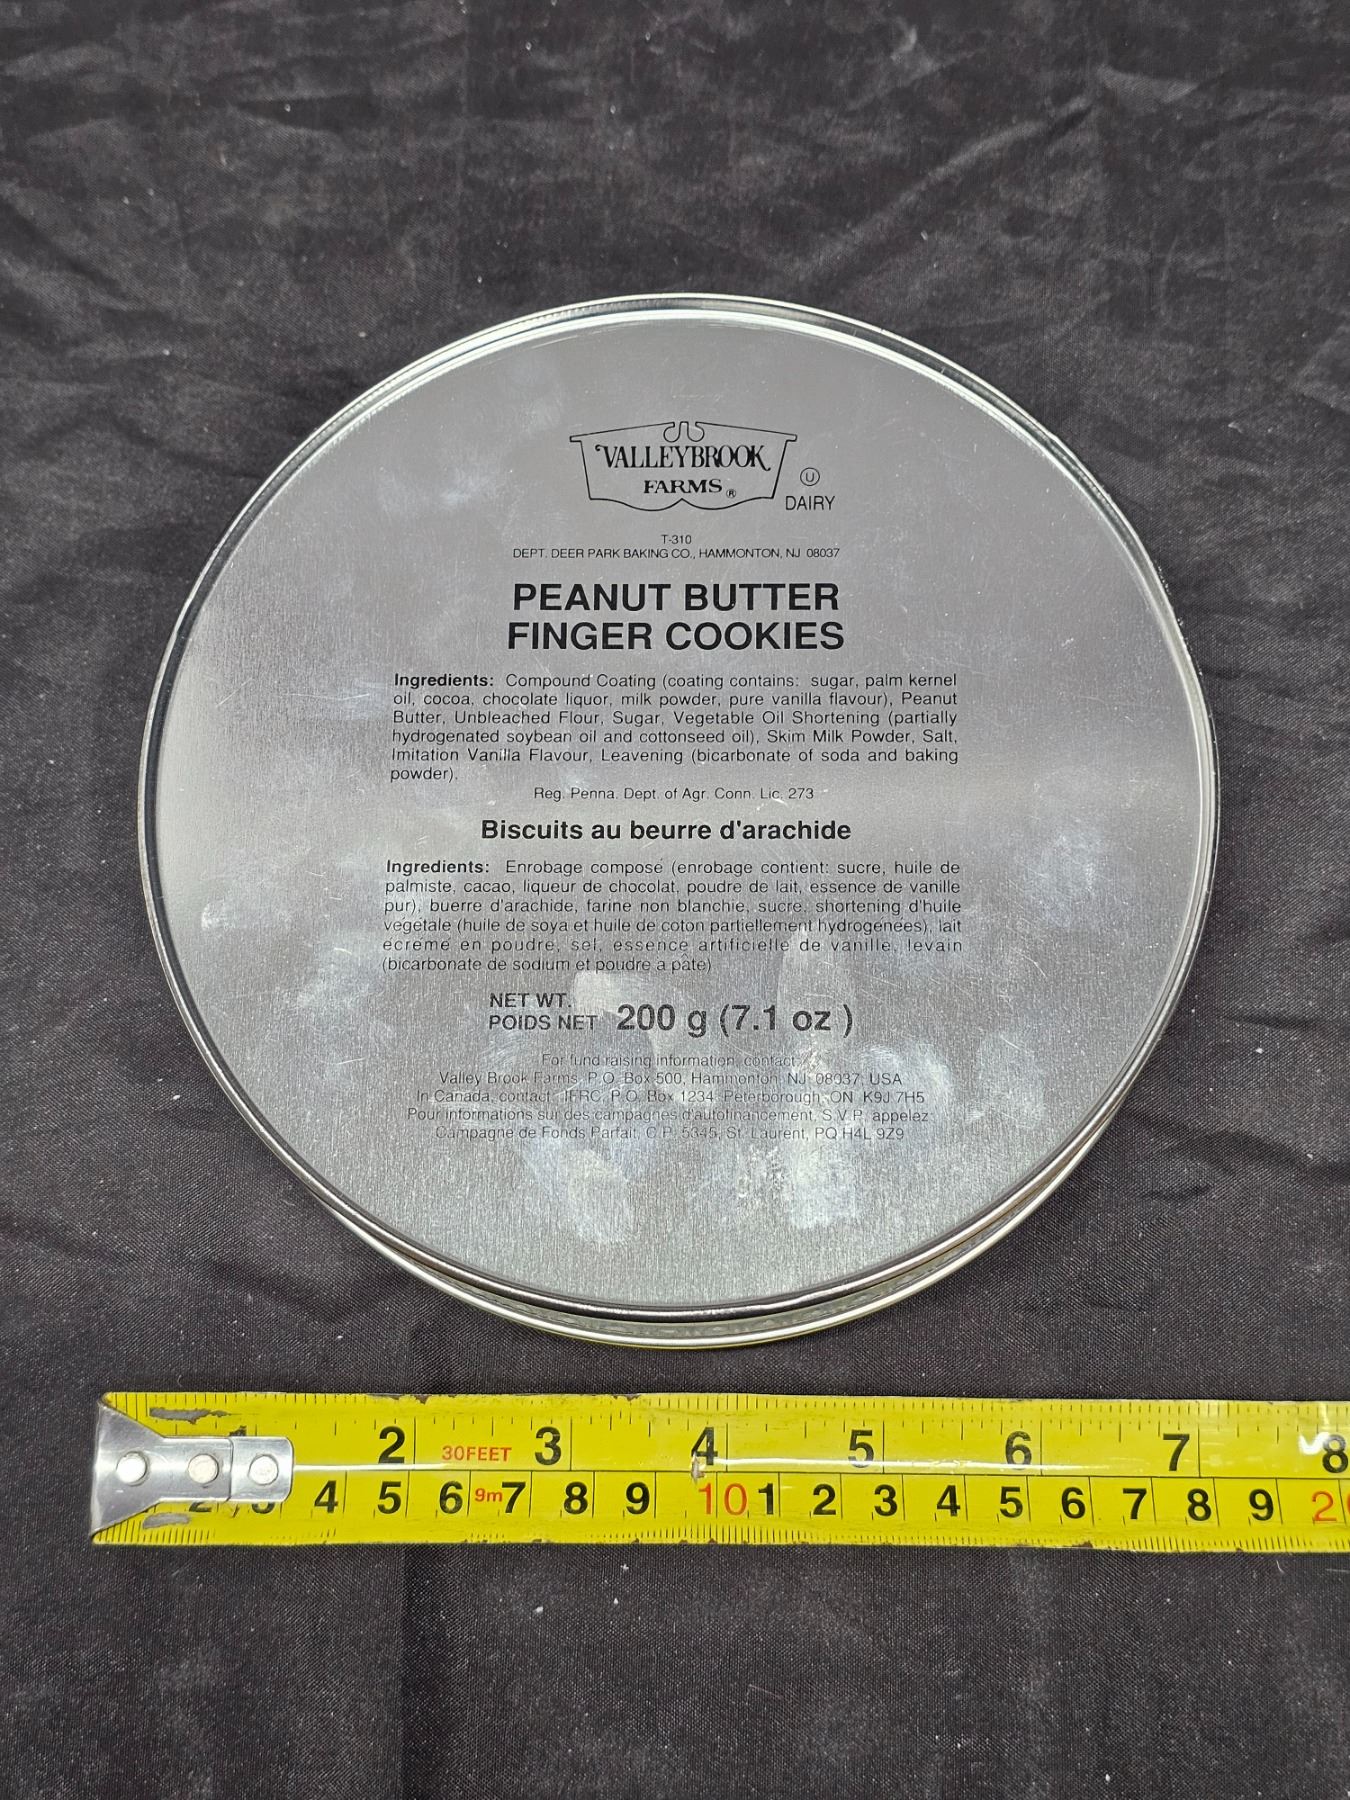 VALLEYBROOK
FARMS ®
U
DAIRY
T-310
DEPT. DEER PARK BAKING CO., HAMMONTON, NJ 08037
PEANUT BUTTER
FINGER COOKIES
Ingredients: Compound Coating (coating contains: sugar, palm kernel
oil, cocoa, chocolate liquor, milk powder, pure vanilla flavour), Peanut
Butter, Unbleached Flour, Sugar, Vegetable Oil Shortening (partially
hydrogenated soybean oil and cottonseed oil), Skim Milk Powder, Salt,
Imitation Vanilla Flavour, Leavening (bicarbonate of soda and baking
powder).
Reg. Penna. Dept. of Agr. Conn. Lic. 273
Biscuits au beurre d'arachide
Ingredients: Enrobage composé (enrobage contient: sucre, huile de
palmiste, cacao, liqueur de chocolat, poudre de lait, essence de vanille
pur), buerre d'arachide, farine non blanchie, sucre, shortening d'huile
vegetale (huile de soya et huile de coton partiellement hydrogenees), lait
ecreme en poudre, sel, essence artificielle de vanille, levain
(bicarbonate de sodium et poudre a pâte)
NET WT.
POIDS NET 200 g (7.1 oz )
For fund raising information, contact
Valley Brook Farms, P.O. Box 500, Hammonton, NJ 08037, USA
In Canada, contact: IFRC, P.O. Box 1234, Peterborough, ON K9J 7H5
Pour informations sur des campagnes d'autofinancement, S.V.P. appelez:
Campagne de Fonds Parfait, C.P. 5345, St. Laurent, PQ H4L 9Z9
1 2 30FEET 3 4 5 6 7 8
2 3 4 5 6 9m 7 8 9 10 1 2 3 4 5 6 7 8 9 2